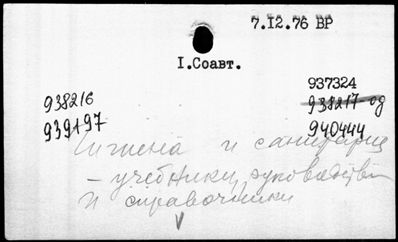 7.12.76 ВР
I.Соавт.
937324
938216
938217 од
939197
940444
Гигиена и санитария
- учебники, руководства
и справочники
V